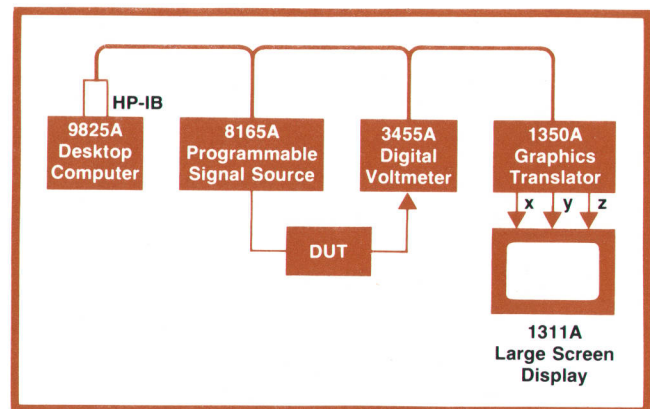 HP-IB
9825A
Desktop
Computer
8165A
Programmable
Signal Source
3455A
Digital
Voltmeter
1350A
Graphics
Translator
x y z
DUT
1311A
Large Screen
Display